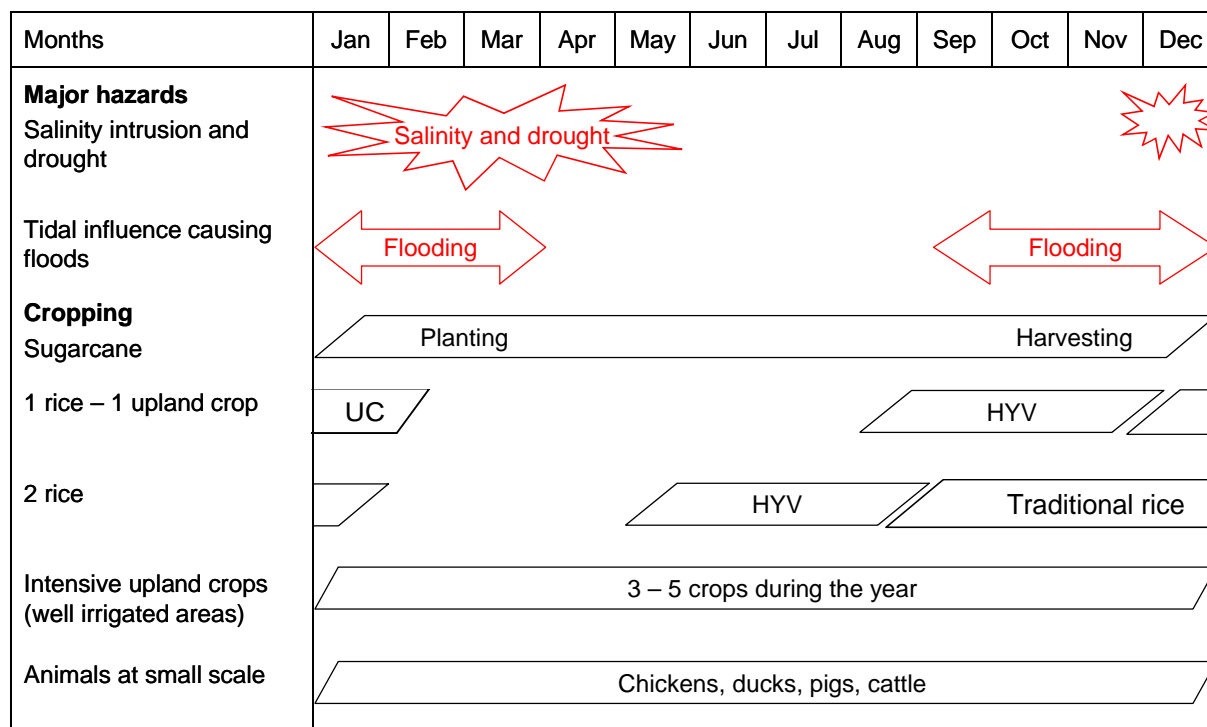 Months Jan Feb Mar Apr May Jun Jul Aug Sep Oct Nov Dec
Major hazards
Salinity intrusion and
drought
Salinity and drought
Tidal influence causing
floods
Flooding Flooding
Cropping
Sugarcane
Planting Harvesting
1 rice – 1 upland crop UC HYV
2 rice HYV Traditional rice
Intensive upland crops
(well irrigated areas)
3 – 5 crops during the year
Animals at small scale
Chickens, ducks, pigs, cattle